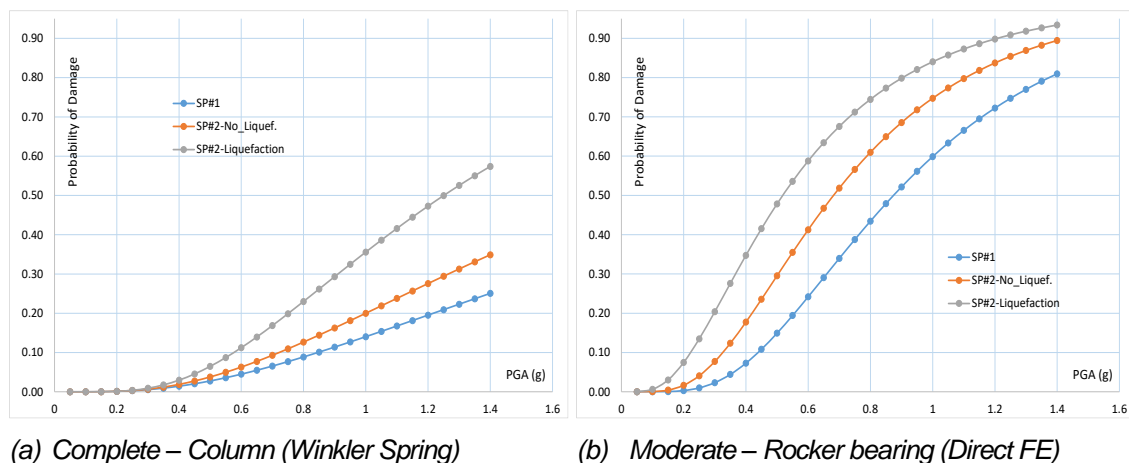 Probability of Damage
0.90
0.80
0.70
0.60
0.50
0.40
0.30
0.20
0.10
0.00
SP#1
SP#2-No_Liquef.
SP#2-Liquefaction
PGA (g)
0 0.2 0.4 0.6 0.8 1 1.2 1.4 1.6
(a) Complete – Column (Winkler Spring)
Probability of Damage
0.90
0.80
0.70
0.60
0.50
0.40
0.30
0.20
0.10
0.00
SP#1
SP#2-No_Liquef.
SP#2-Liquefaction
PGA (g)
0 0.2 0.4 0.6 0.8 1 1.2 1.4 1.6
(b) Moderate – Rocker bearing (Direct FE)